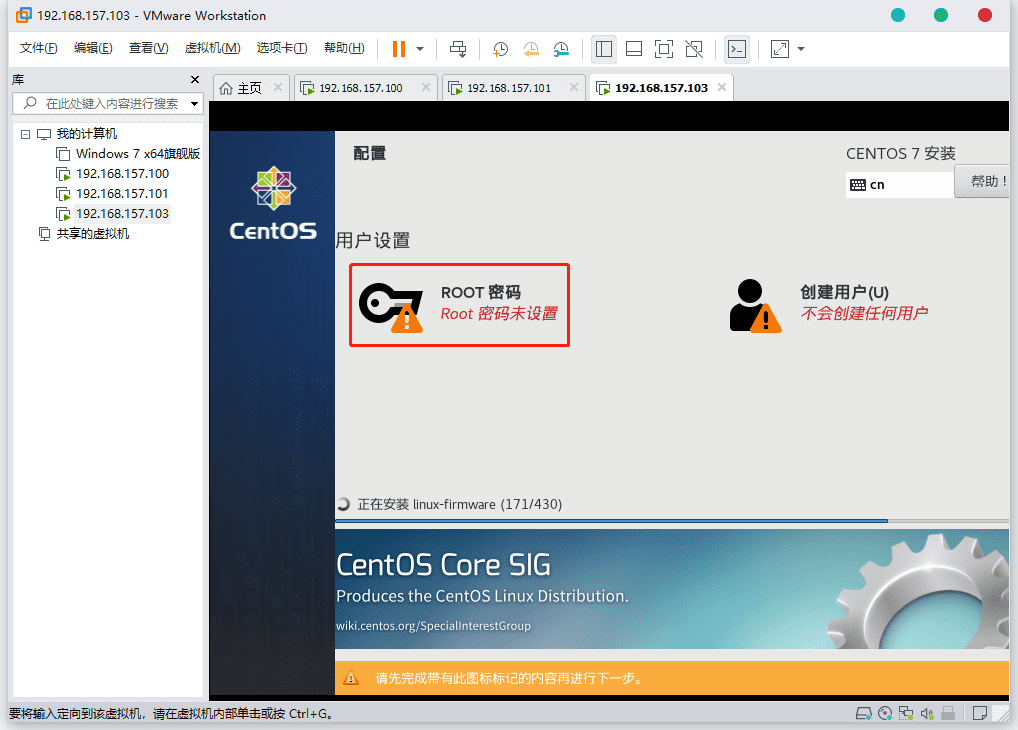 192.168.157.103 - VMware Workstation
文件(F) 编辑(E) 查看(V) 虚拟机(M) 选项卡(T) 帮助(H)
库
在此处键入内容进行搜索
我的计算机
Windows 7 x64旗舰版
192.168.157.100
192.168.157.101
192.168.157.103
共享的虚拟机
主页 192.168.157.100 192.168.157.101 192.168.157.103
CentOS
配置
CENTOS 7 安装
cn
帮助！
用户设置
ROOT 密码
Root 密码未设置
创建用户(U)
不会创建任何用户
正在安装 linux-firmware (171/430)
CentOS Core SIG
Produces the CentOS Linux Distribution.
wiki.centos.org/SpecialInterestGroup
请先完成带有此图标标记的内容再进行下一步。
要将输入定向到该虚拟机，请在虚拟机内部单击或按 Ctrl+G。